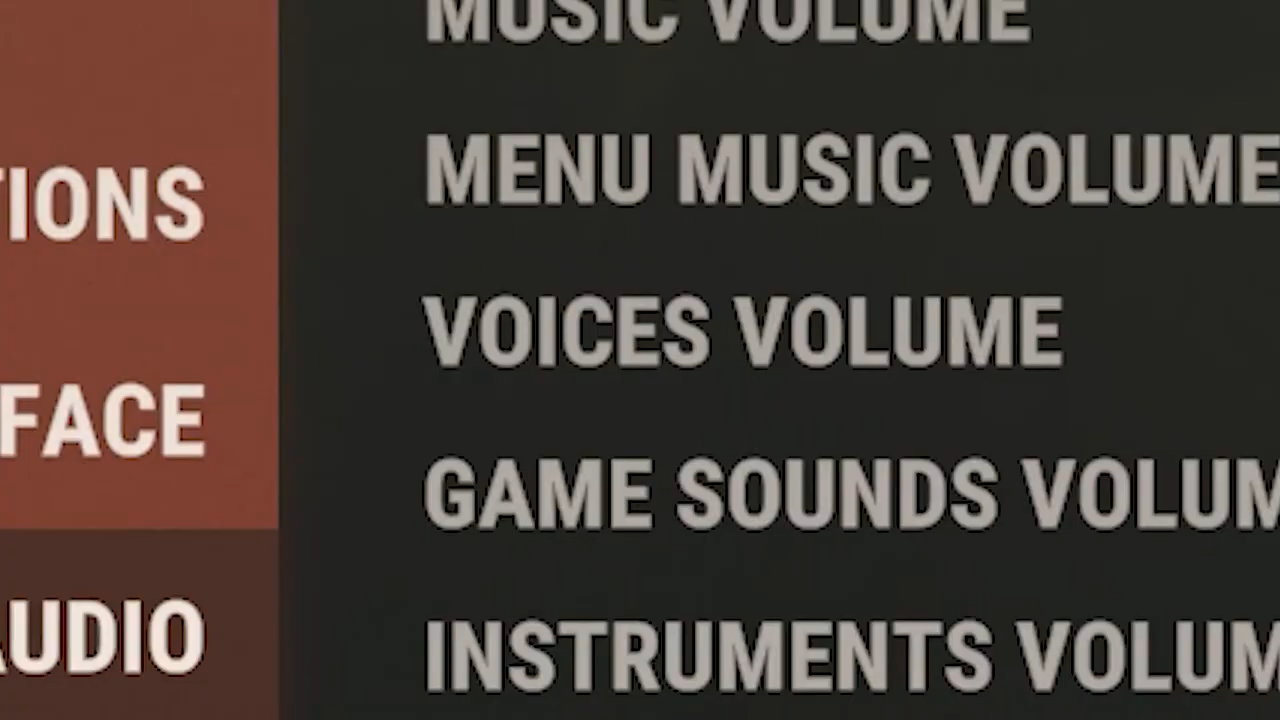 MUSIC VOLUME
MENU MUSIC VOLUME
VOICES VOLUME
GAME SOUNDS VOLUM
INSTRUMENTS VOLUM
TIONS
FACE
AUDIO